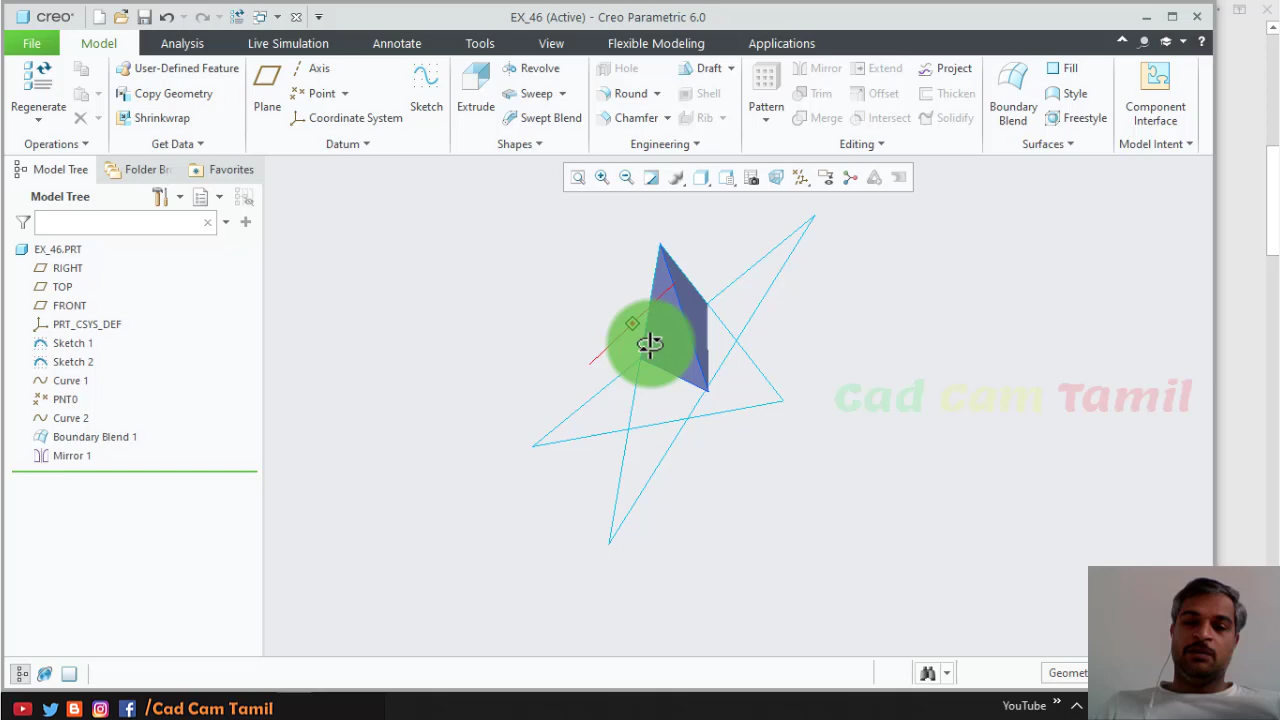 creo
EX_46 (Active) - Creo Parametric 6.0
File Model Analysis Live Simulation Annotate Tools View Flexible Modeling Applications
User-Defined Feature
Copy Geometry
Shrinkwrap
Regenerate
Plane
Axis
Point
Coordinate System
Sketch
Extrude
Revolve
Sweep
Swept Blend
Hole
Round
Chamfer
Draft
Shell
Rib
Pattern
Mirror
Trim
Merge
Extend
Offset
Intersect
Project
Thicken
Solidify
Boundary
Blend
Fill
Style
Freestyle
Component
Interface
Operations Get Data Datum Shapes Engineering Editing Surfaces Model Intent
Model Tree Folder Br Favorites
Model Tree
EX_46.PRT
RIGHT
TOP
FRONT
PRT_CSYS_DEF
Sketch 1
Sketch 2
Curve 1
PNT0
Curve 2
Boundary Blend 1
Mirror 1
Cad Cam Tamil
Geomet
/Cad Cam Tamil
YouTube